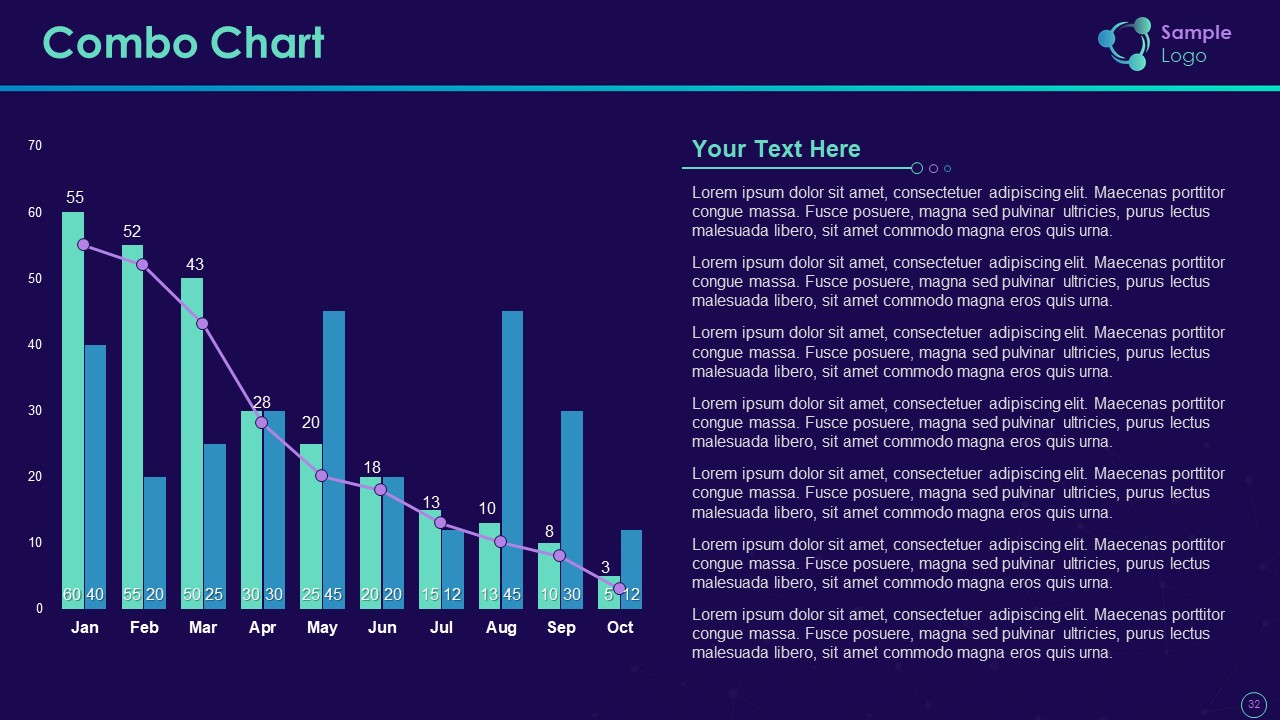 Combo Chart
Sample
Logo
70
60
50
40
30
20
10
0
55
52
43
28
20
18
13
10
8
3
60 40 55 20 50 25 30 30 25 45 20 20 15 12 13 45 10 30 5 12
Jan Feb Mar Apr May Jun Jul Aug Sep Oct
Your Text Here
Lorem ipsum dolor sit amet, consectetuer adipiscing elit. Maecenas porttitor
congue massa. Fusce posuere, magna sed pulvinar ultricies, purus lectus
malesuada libero, sit amet commodo magna eros quis urna.
Lorem ipsum dolor sit amet, consectetuer adipiscing elit. Maecenas porttitor
congue massa. Fusce posuere, magna sed pulvinar ultricies, purus lectus
malesuada libero, sit amet commodo magna eros quis urna.
Lorem ipsum dolor sit amet, consectetuer adipiscing elit. Maecenas porttitor
congue massa. Fusce posuere, magna sed pulvinar ultricies, purus lectus
malesuada libero, sit amet commodo magna eros quis urna.
Lorem ipsum dolor sit amet, consectetuer adipiscing elit. Maecenas porttitor
congue massa. Fusce posuere, magna sed pulvinar ultricies, purus lectus
malesuada libero, sit amet commodo magna eros quis urna.
Lorem ipsum dolor sit amet, consectetuer adipiscing elit. Maecenas porttitor
congue massa. Fusce posuere, magna sed pulvinar ultricies, purus lectus
malesuada libero, sit amet commodo magna eros quis urna.
Lorem ipsum dolor sit amet, consectetuer adipiscing elit. Maecenas porttitor
congue massa. Fusce posuere, magna sed pulvinar ultricies, purus lectus
malesuada libero, sit amet commodo magna eros quis urna.
Lorem ipsum dolor sit amet, consectetuer adipiscing elit. Maecenas porttitor
congue massa. Fusce posuere, magna sed pulvinar ultricies, purus lectus
malesuada libero, sit amet commodo magna eros quis urna.
32